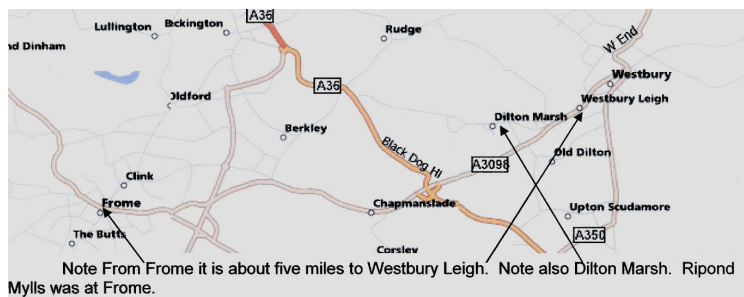 A36
Lullington
Beckington
Rudge
nd Dinham
W End
A36
Westbury
Oldford
Westbury Leigh
Dilton Marsh
Berkley
Black Dog Hl
A3098
Old Dilton
Clink
Frome
Chapmanslade
Upton Scudamore
The Butts
A350
Corsley
Note From Frome it is about five miles to Westbury Leigh. Note also Dilton Marsh. Ripond
Mylls was at Frome.